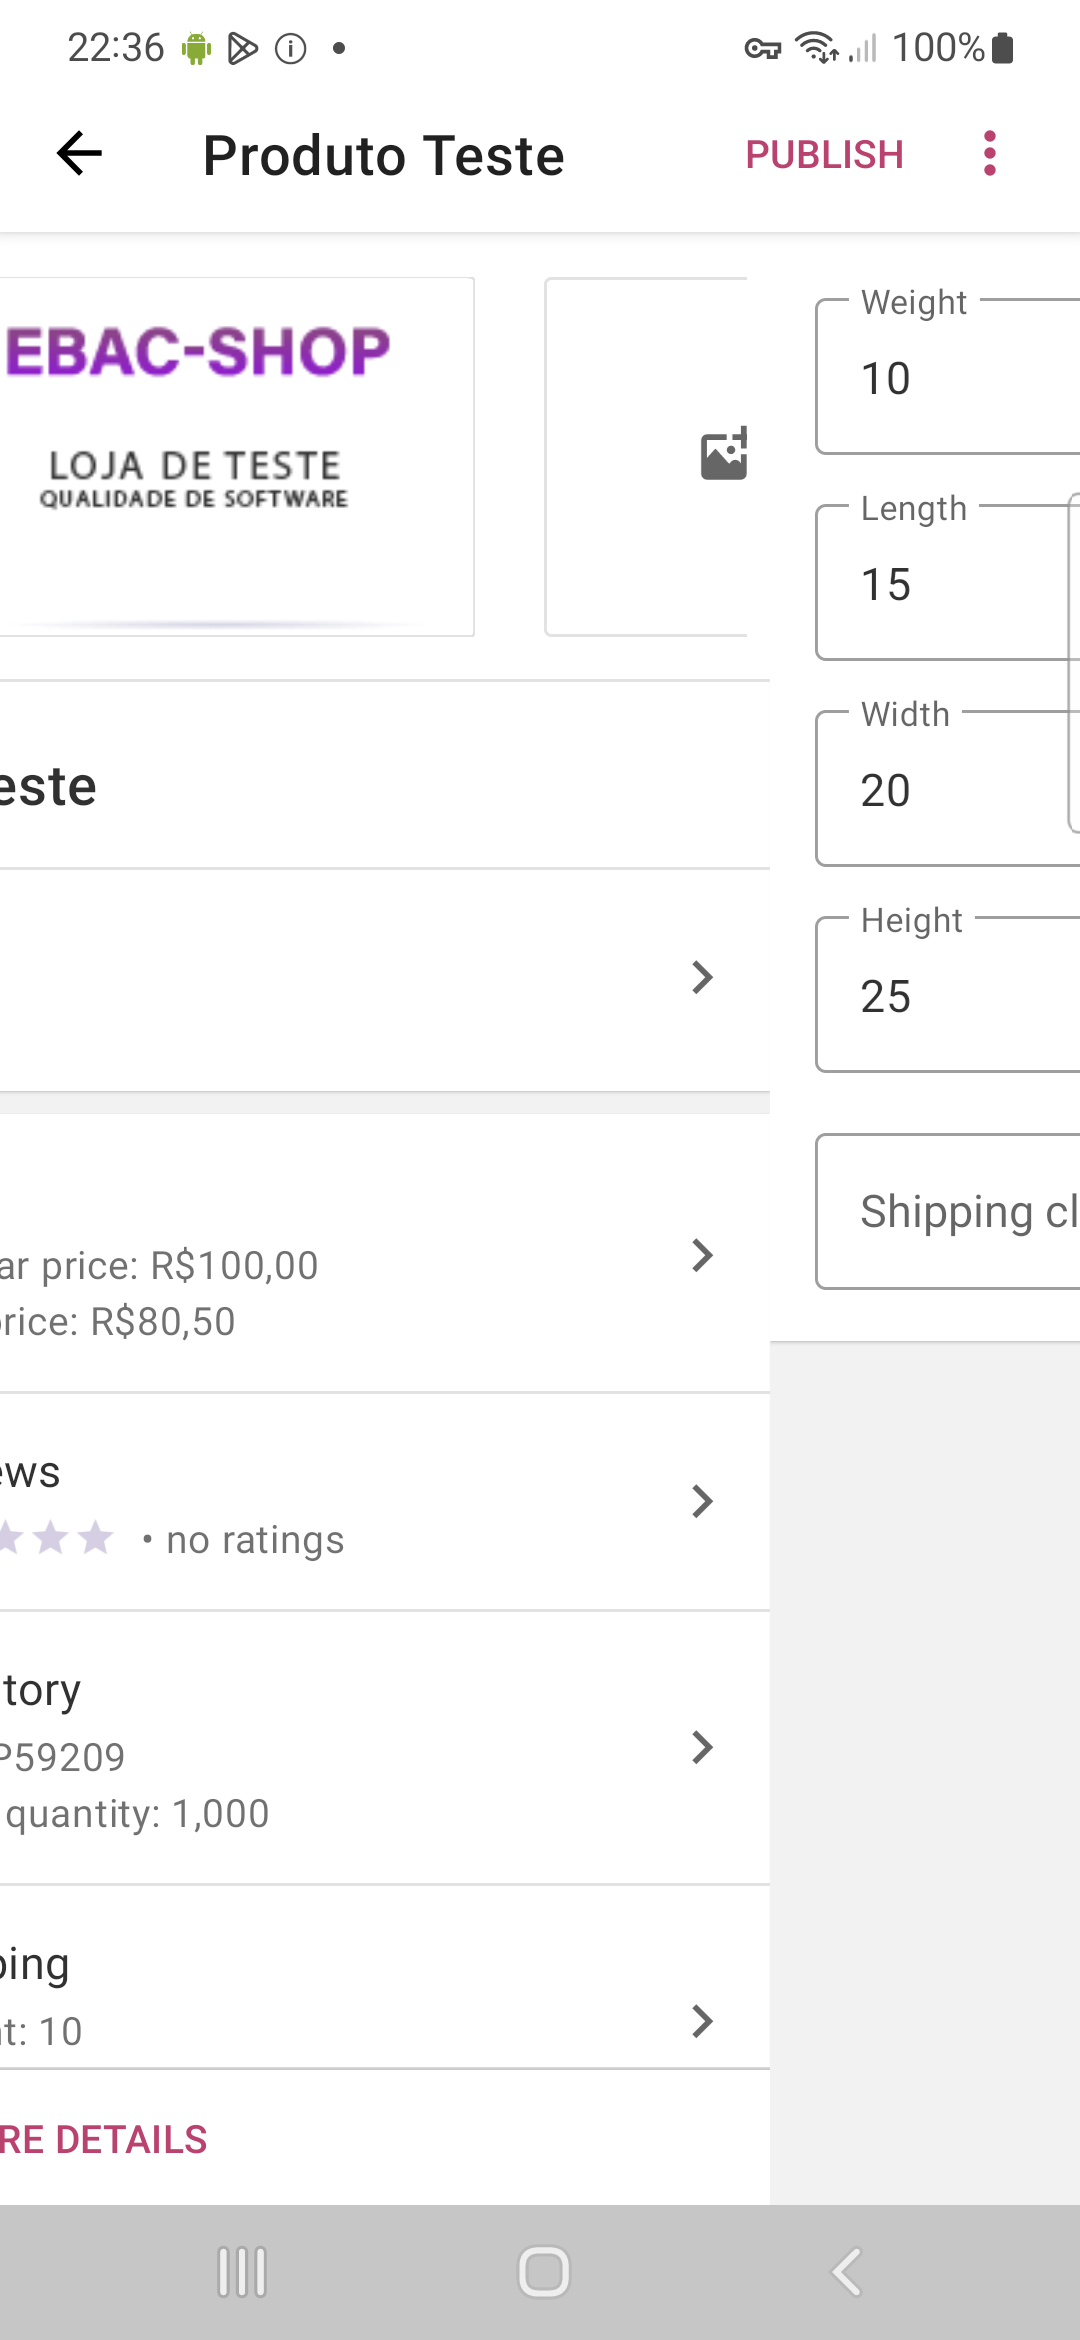 22:36
100%
Produto Teste
PUBLISH
EBAC-SHOP
LOJA DE TESTE
QUALIDADE DE SOFTWARE
este
ar price: R$100,00
rice: R$80,50
ews
• no ratings
tory
P59209
quantity: 1,000
ping
t: 10
RE DETAILS
Weight
10
Length
15
Width
20
Height
25
Shipping cl